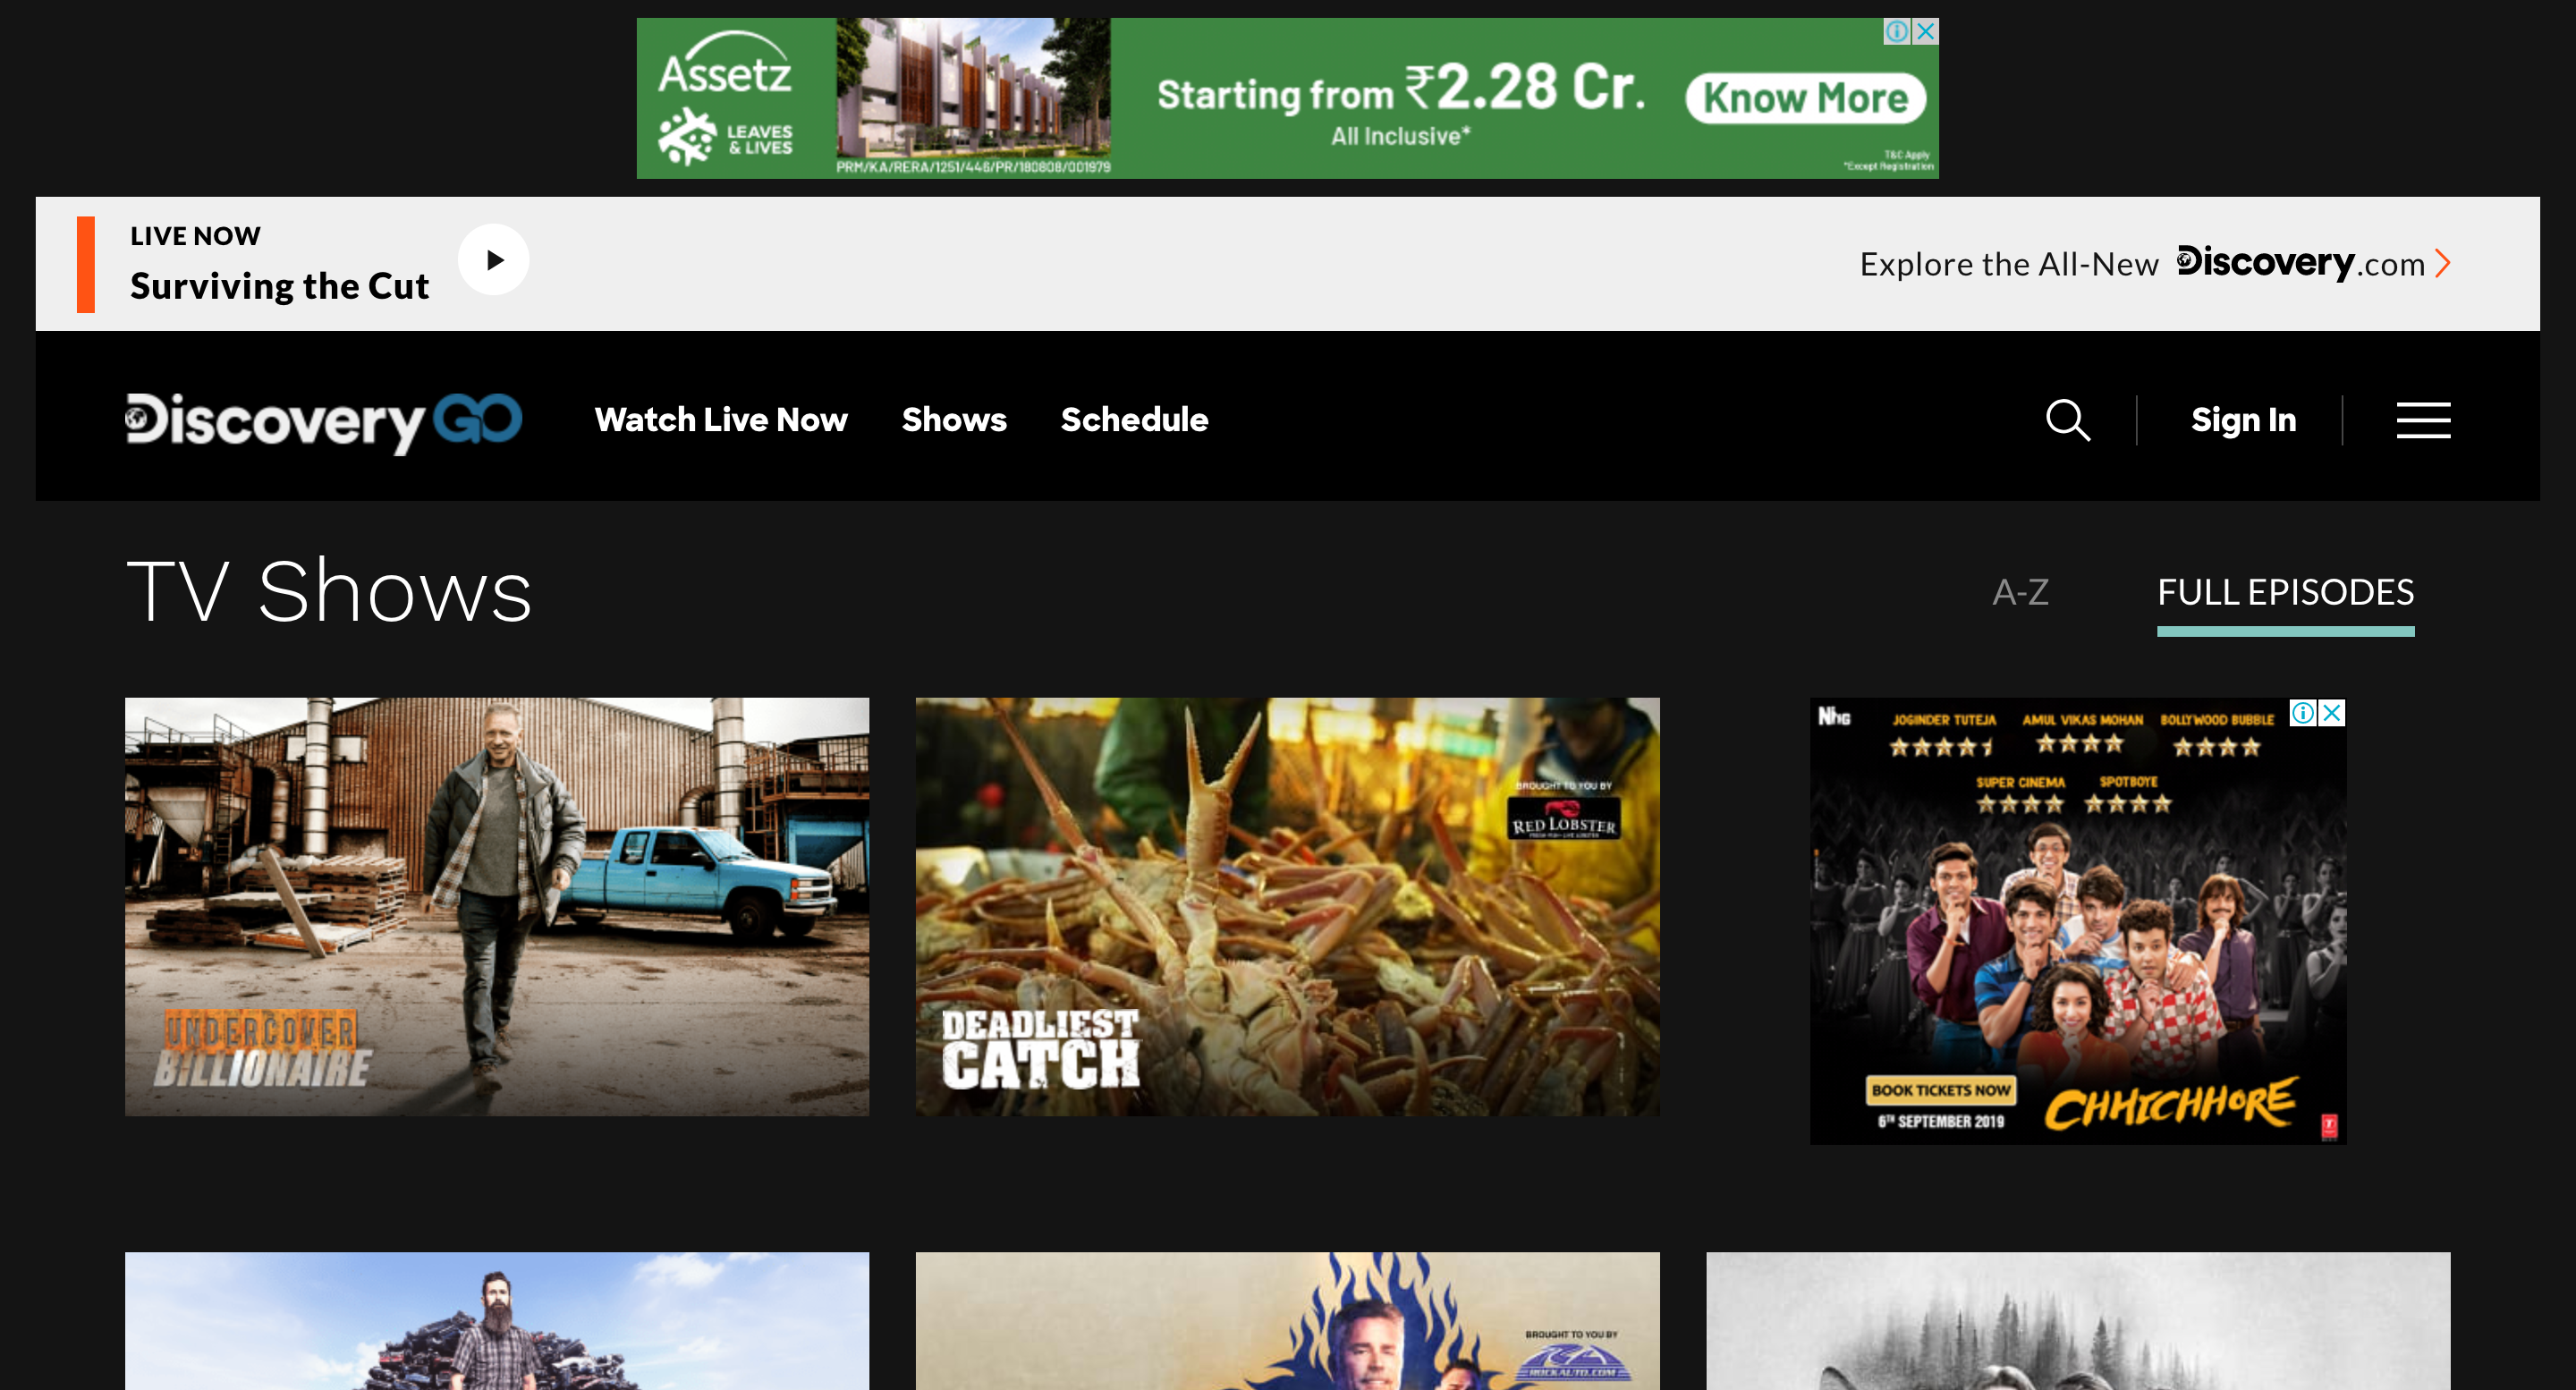 Assetz
LEAVES
& LIVES
PRM/KA/RERA/1251/446/PR/180808/001979
Starting from ₹2.28 Cr.
All Inclusive*
Know More
T&C Apply
*Except Registration
LIVE NOW
Surviving the Cut
Explore the All-New Discovery.com
Discovery GO
Watch Live Now
Shows
Schedule
Sign In
TV Shows
A-Z
FULL EPISODES
UNDERCOVER
BILLIONAIRE
BROUGHT TO YOU BY
RED LOBSTER
DEADLIEST
CATCH
JOGINDER TUTEJA
AMUL VIKAS MOHAN
BOLLYWOOD BUBBLE
SUPER CINEMA
SPOTBOYE
BOOK TICKETS NOW
6TH SEPTEMBER 2019
CHHICHHORE
BROUGHT TO YOU BY
ROCKAUTO.COM